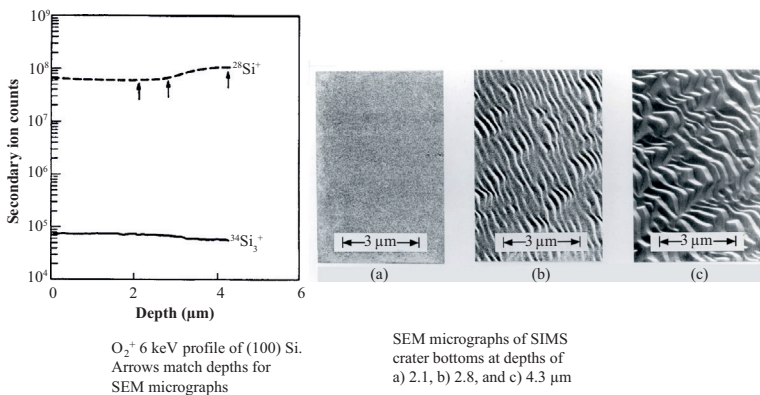 10⁹
10⁸
10⁷
10⁶
10⁵
10⁴
Secondary ion counts
²⁸Si⁺
³⁴Si₃⁺
0 2 4 6
Depth (μm)
O₂⁺ 6 keV profile of (100) Si.
Arrows match depths for
SEM micrographs
3 μm
(a)
3 μm
(b)
3 μm
(c)
SEM micrographs of SIMS
crater bottoms at depths of
a) 2.1, b) 2.8, and c) 4.3 μm